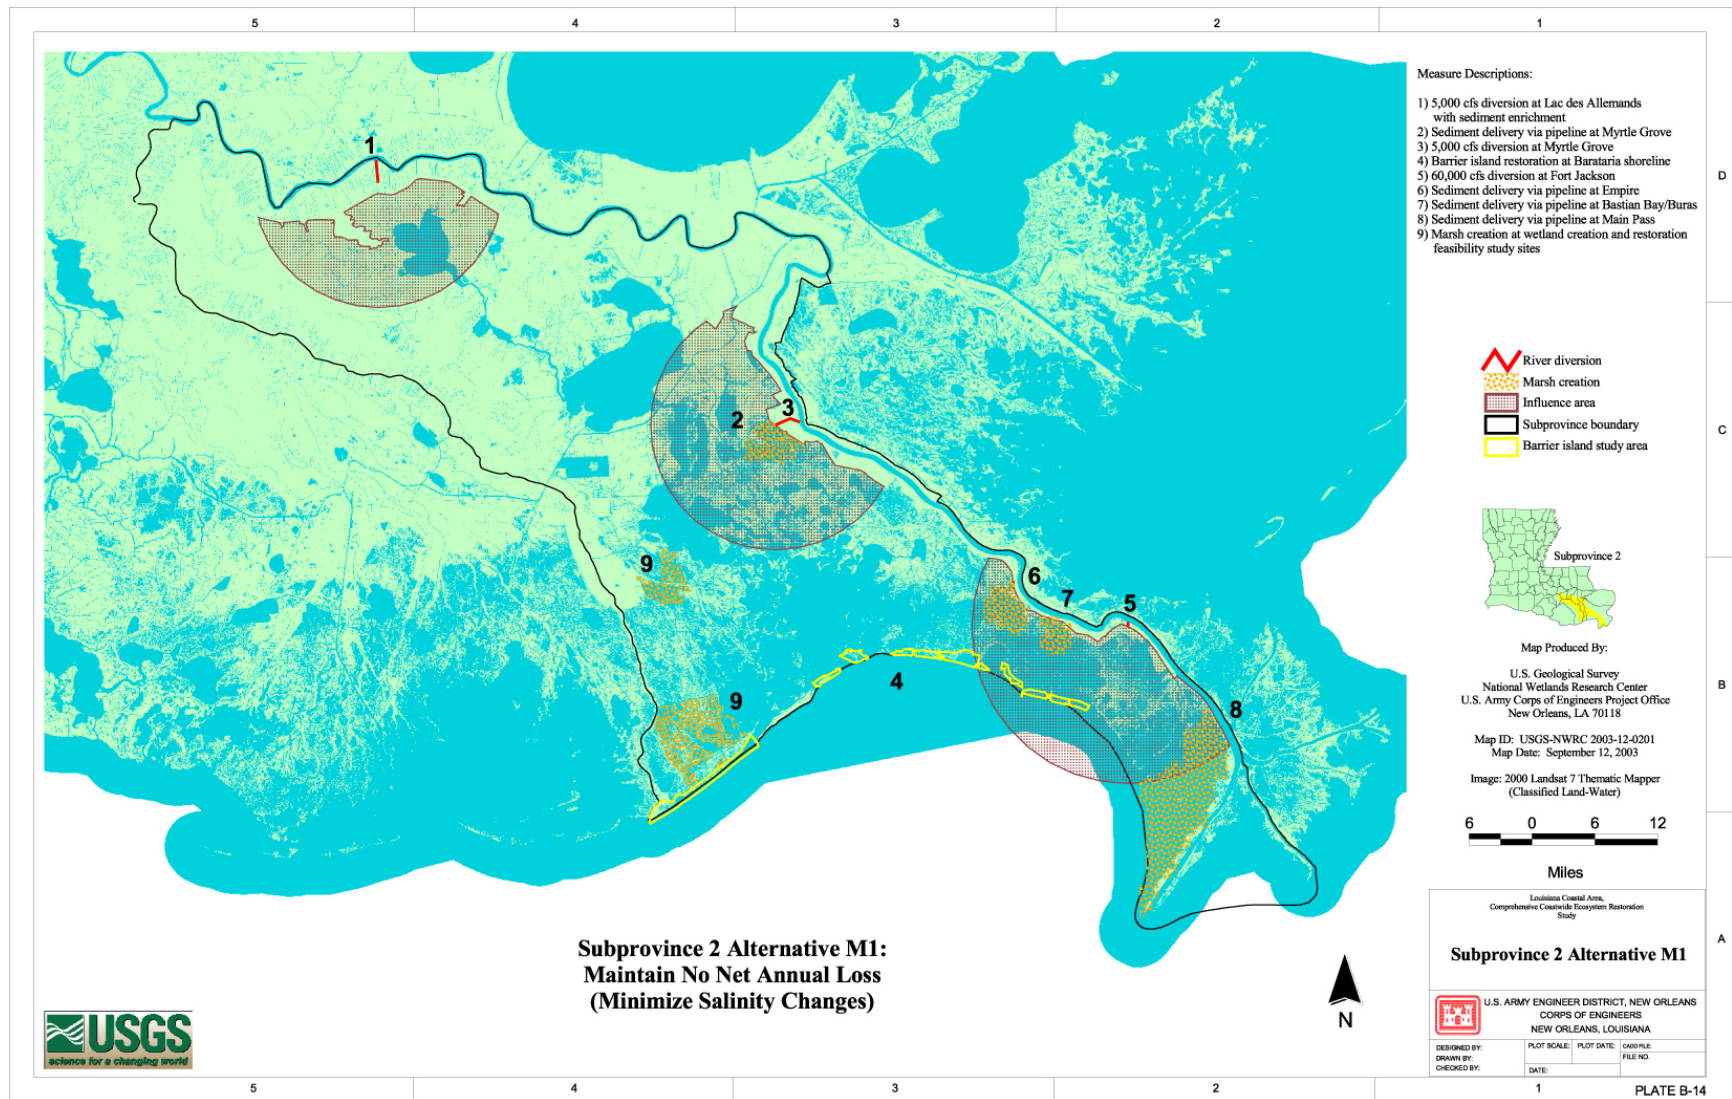 5 4 3 2 1
Measure Descriptions:
1) 5,000 cfs diversion at Lac des Allemands
with sediment enrichment
2) Sediment delivery via pipeline at Myrtle Grove
3) 5,000 cfs diversion at Myrtle Grove
4) Barrier island restoration at Barataria shoreline
5) 60,000 cfs diversion at Fort Jackson
6) Sediment delivery via pipeline at Empire
7) Sediment delivery via pipeline at Bastian Bay/Buras
8) Sediment delivery via pipeline at Main Pass
9) Marsh creation at wetland creation and restoration
feasibility study sites
D
1
River diversion
Marsh creation
Influence area
Subprovince boundary
Barrier island study area
C
2
3
Subprovince 2
9
6
7
5
4
9
8
Map Produced By:
U.S. Geological Survey
National Wetlands Research Center
U.S. Army Corps of Engineers Project Office
New Orleans, LA 70118
B
Map ID: USGS-NWRC 2003-12-0201
Map Date: September 12, 2003
Image: 2000 Landsat 7 Thematic Mapper
(Classified Land-Water)
6 0 6 12
Miles
Louisiana Coastal Area,
Comprehensive Coastwide Ecosystem Restoration
Study
Subprovince 2 Alternative M1
A
Subprovince 2 Alternative M1:
Maintain No Net Annual Loss
(Minimize Salinity Changes)
N
USGS
science for a changing world
U.S. ARMY ENGINEER DISTRICT, NEW ORLEANS
CORPS OF ENGINEERS
NEW ORLEANS, LOUISIANA
DESIGNED BY:
DRAWN BY:
CHECKED BY:
PLOT SCALE:
PLOT DATE:
CADD FILE:
FILE NO.
DATE:
5 4 3 2 1
PLATE B-14